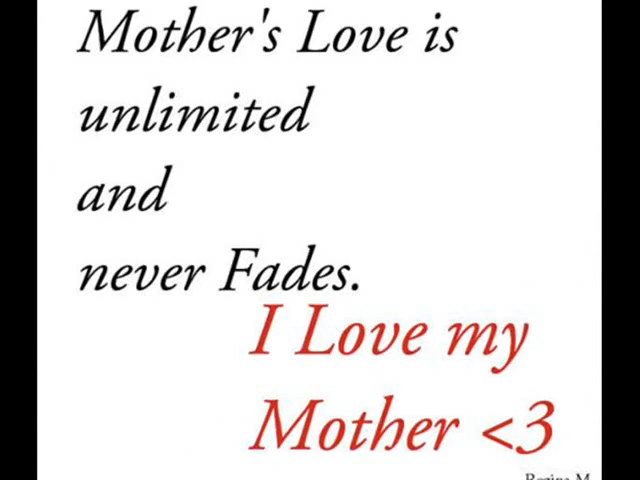 Mother's Love is
unlimited
and
never Fades.
I Love my
Mother <3